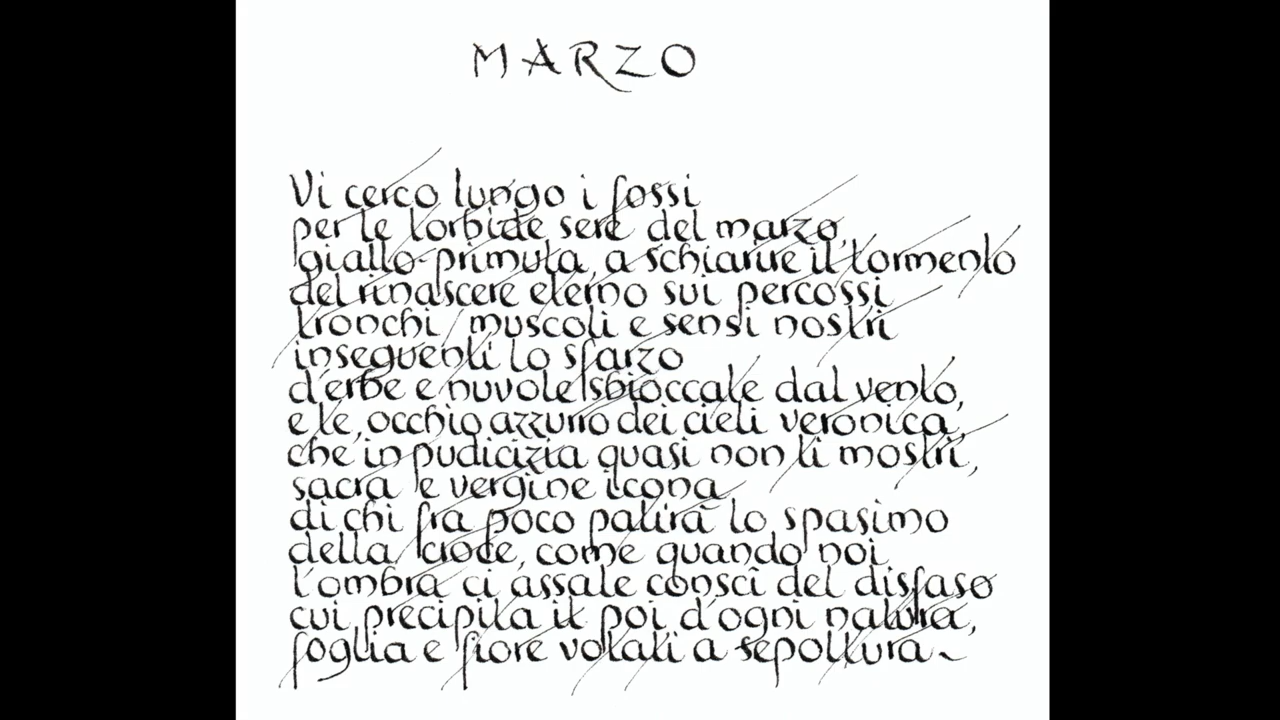 MARZO
Vi cerco lungo i fossi
per le torbide sere del marzo,
giallo-primula, a schiarire il tormento
del rinascere eterno sui percossi
tronchi, muscoli e sensi nostri
inseguenti lo sfarzo
d'erbe e nuvole sbioccate dal vento,
e te, occhio azzurro dei cieli veronica,
che in pudicizia quasi non ti mostri,
sacra e vergine icona
di chi fra poco patirà lo spasimo
della croce, come quando noi
l'ombra ci assale consci del disfaso
cui precipita il poi d'ogni natura,
foglia e fiore votati a sepoltura~